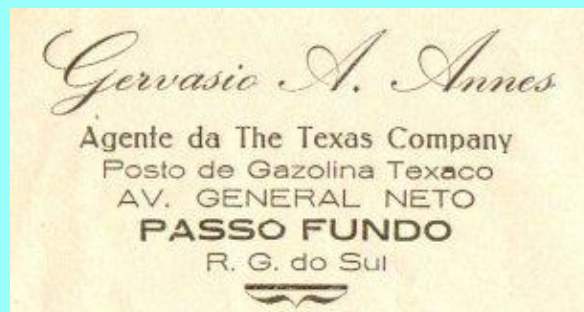 Gervasio A. Annes
Agente da The Texas Company
Posto de Gazolina Texaco
AV. GENERAL NETO
PASSO FUNDO
R. G. do Sul